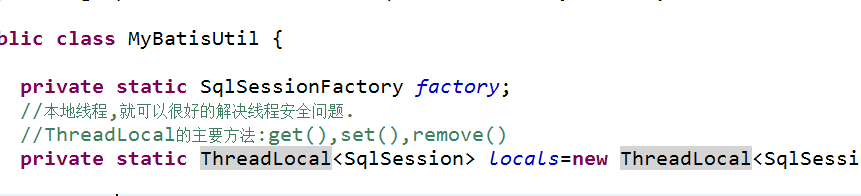 blic class MyBatisUtil {
private static SqlSessionFactory factory;
//本地线程,就可以很好的解决线程安全问题.
//ThreadLocal的主要方法:get(),set(),remove()
private static ThreadLocal<SqlSession> locals=new ThreadLocal<SqlSessi